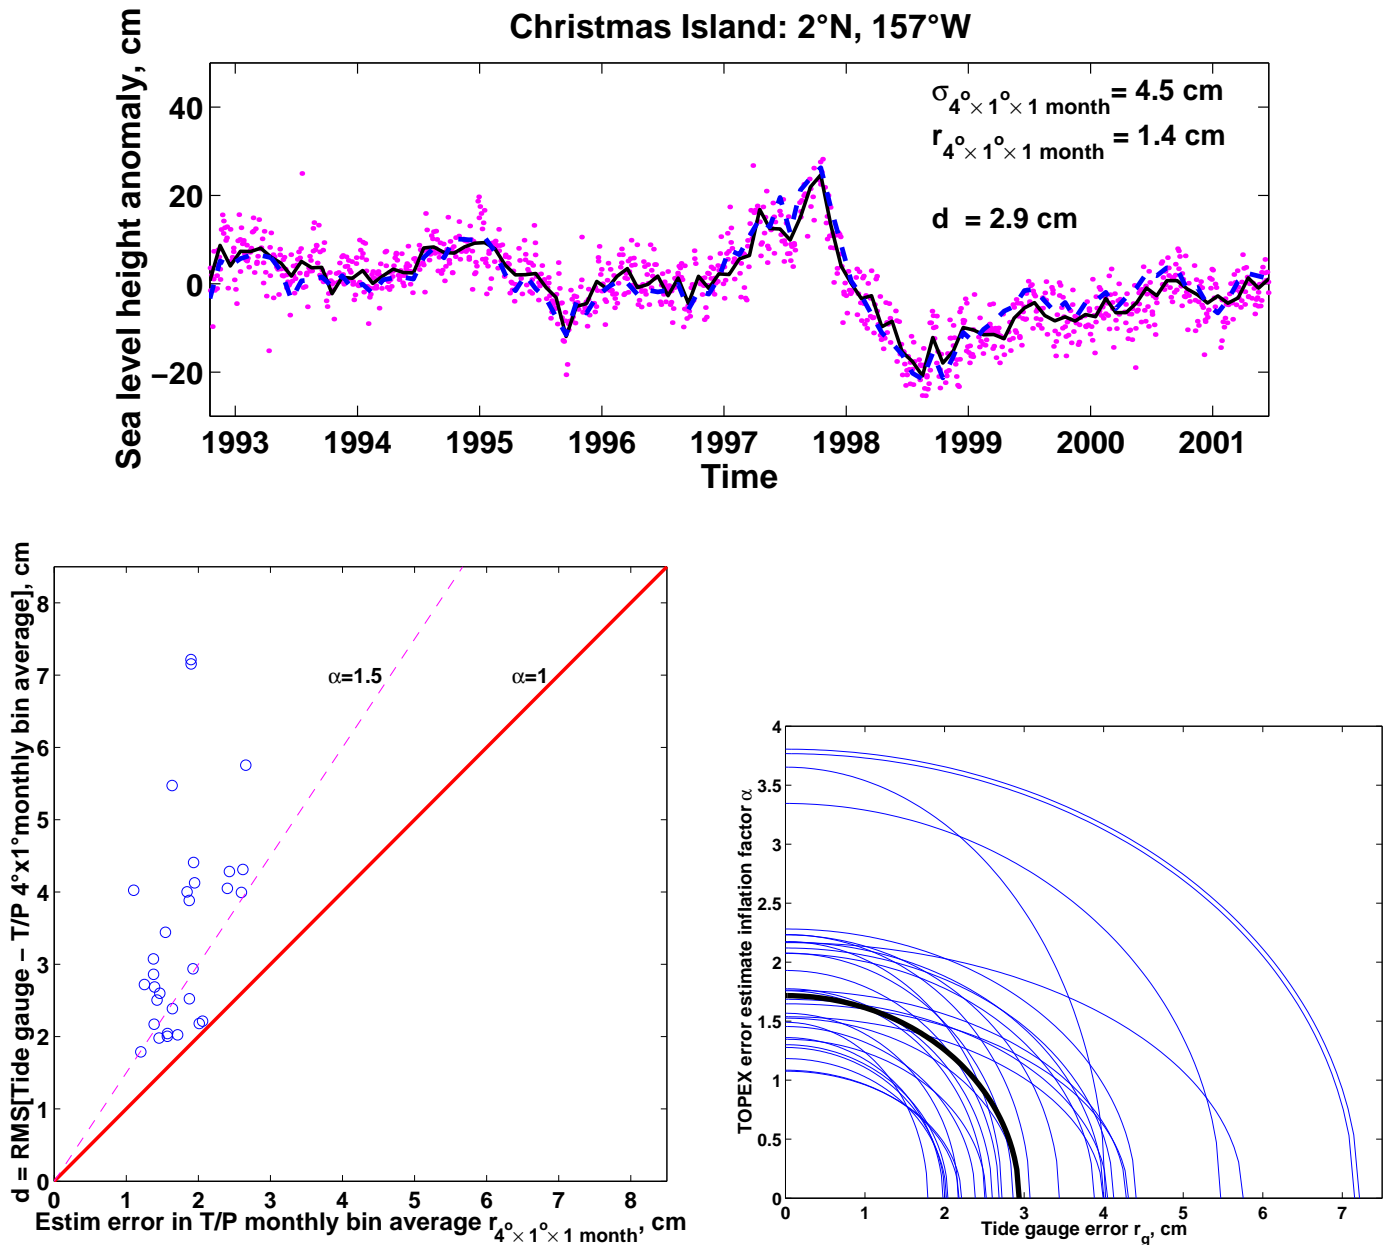 Christmas Island: 2°N, 157°W
Sea level height anomaly, cm
σ4°×1°×1 month = 4.5 cm
r4°×1°×1 month = 1.4 cm
d = 2.9 cm
40
20
0
−20
1993 1994 1995 1996 1997 1998 1999 2000 2001
Time
d = RMS[Tide gauge − T/P 4°x1°monthly bin average], cm
8
7
6
5
4
3
2
1
0
α=1.5
α=1
0 1 2 3 4 5 6 7 8
Estim error in T/P monthly bin average r4°×1°×1 month, cm
TOPEX error estimate inflation factor α
4
3.5
3
2.5
2
1.5
1
0.5
0
0 1 2 3 4 5 6 7
Tide gauge error rg, cm